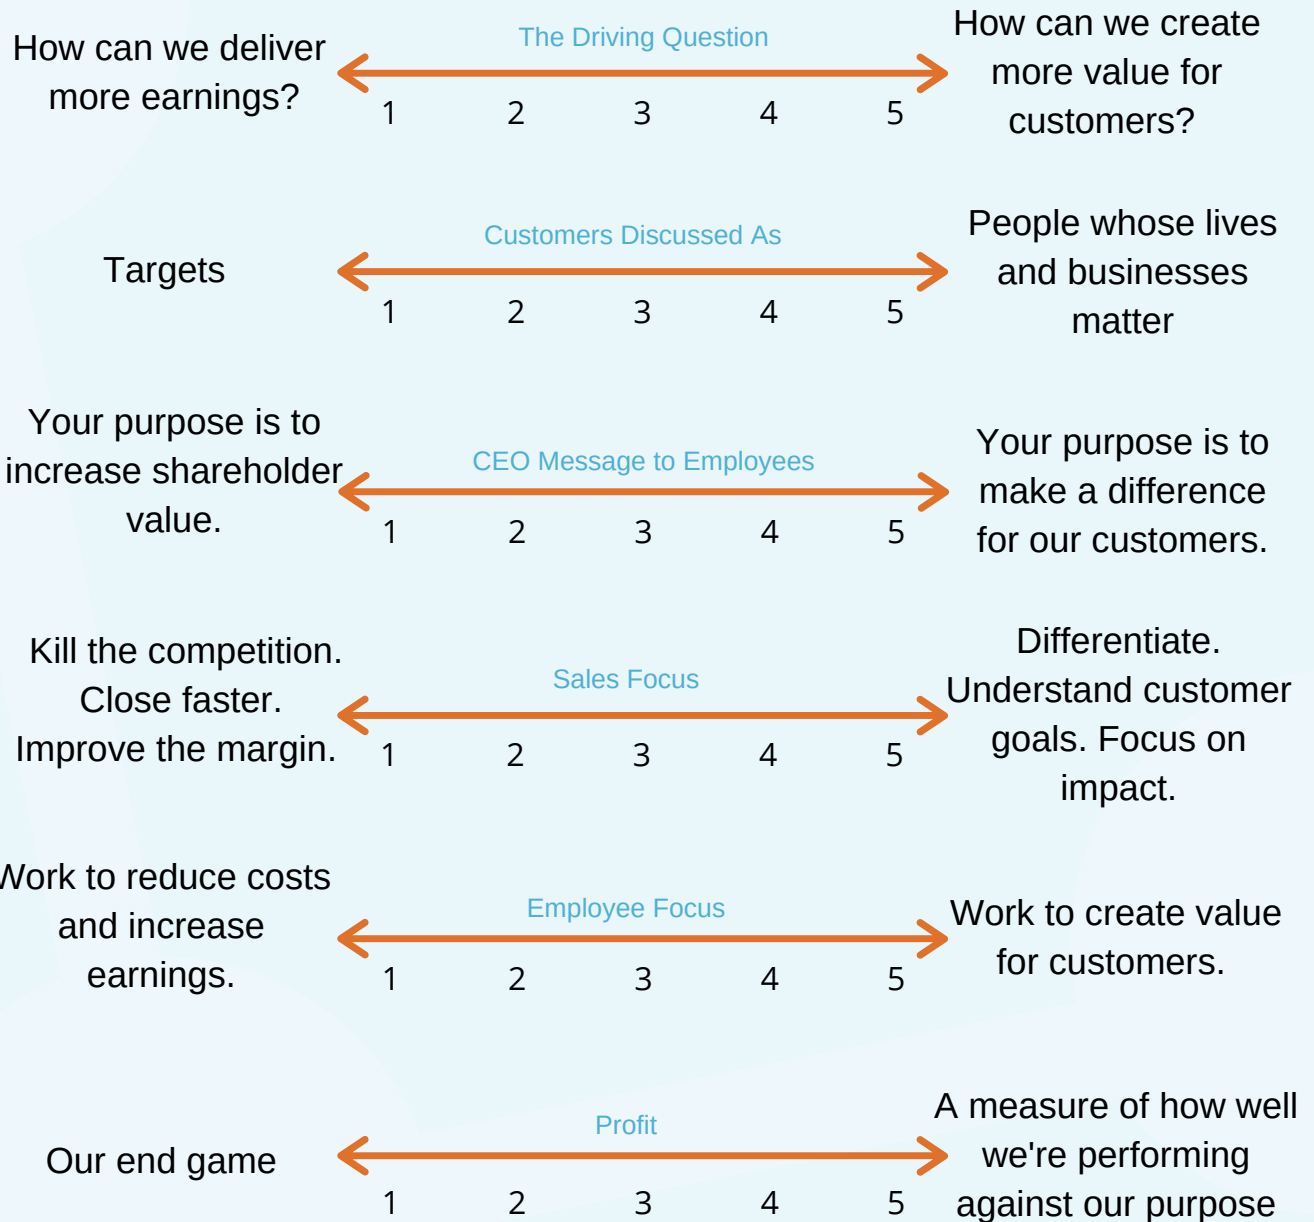 How can we deliver
more earnings?
The Driving Question
1 2 3 4 5
How can we create
more value for
customers?
Targets
Customers Discussed As
1 2 3 4 5
People whose lives
and businesses
matter
Your purpose is to
increase shareholder
value.
CEO Message to Employees
1 2 3 4 5
Your purpose is to
make a difference
for our customers.
Kill the competition.
Close faster.
Improve the margin.
Sales Focus
1 2 3 4 5
Differentiate.
Understand customer
goals. Focus on
impact.
Work to reduce costs
and increase
earnings.
Employee Focus
1 2 3 4 5
Work to create value
for customers.
Our end game
Profit
1 2 3 4 5
A measure of how well
we're performing
against our purpose